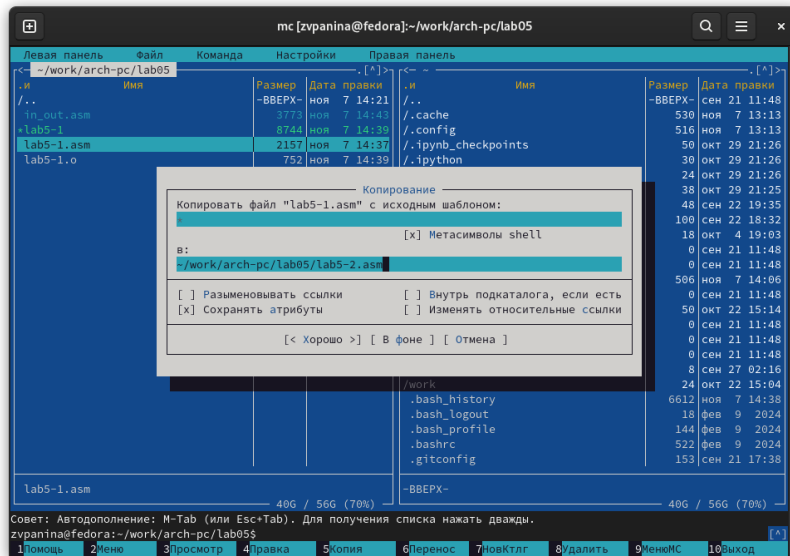 mc [zvpanina@fedora]:~/work/arch-pc/lab05
Левая панель Файл Команда Настройки Правая панель
<— ~/work/arch-pc/lab05 .[^]> <— ~ .[^]>
.и Имя Размер Дата правки .и Имя Размер Дата правки
/.. -ВВЕРХ- ноя 7 14:21 /.. -ВВЕРХ- сен 21 11:48
in_out.asm 3773 ноя 7 14:43 /.cache 530 ноя 7 13:13
*lab5-1 8744 ноя 7 14:39 /.config 516 ноя 7 13:13
lab5-1.asm 2157 ноя 7 14:37 /.ipynb_checkpoints 50 окт 29 21:26
lab5-1.o 752 ноя 7 14:39 /.ipython 30 окт 29 21:26
24 окт 29 21:26
Копирование 38 окт 29 21:25
Копировать файл "lab5-1.asm" с исходным шаблоном: 48 сен 22 19:35
* 100 сен 22 18:32
[x] Метасимволы shell 18 окт 4 19:03
в: 0 сен 21 11:48
~/work/arch-pc/lab05/lab5-2.asm 0 сен 21 11:48
506 ноя 7 14:06
[ ] Разыменовывать ссылки [ ] Внутрь подкаталога, если есть 0 сен 21 11:48
[x] Сохранять атрибуты [ ] Изменять относительные ссылки 50 окт 22 15:14
0 сен 21 11:48
[< Хорошо >] [ В фоне ] [ Отмена ] 0 сен 21 11:48
0 сен 21 11:48
8 сен 27 02:16
/work 24 окт 22 15:04
.bash_history 6612 ноя 7 14:38
.bash_logout 18 фев 9 2024
.bash_profile 144 фев 9 2024
.bashrc 522 фев 9 2024
.gitconfig 153 сен 21 17:38
lab5-1.asm -ВВЕРХ-
40G / 56G (70%) 40G / 56G (70%)
Совет: Автодополнение: M-Tab (или Esc+Tab). Для получения списка нажать дважды.
zvpanina@fedora:~/work/arch-pc/lab05$ [^]
1Помощь 2Меню 3Просмотр 4Правка 5Копия 6Перенос 7НовКтлг 8Удалить 9МенюМС 10Выход